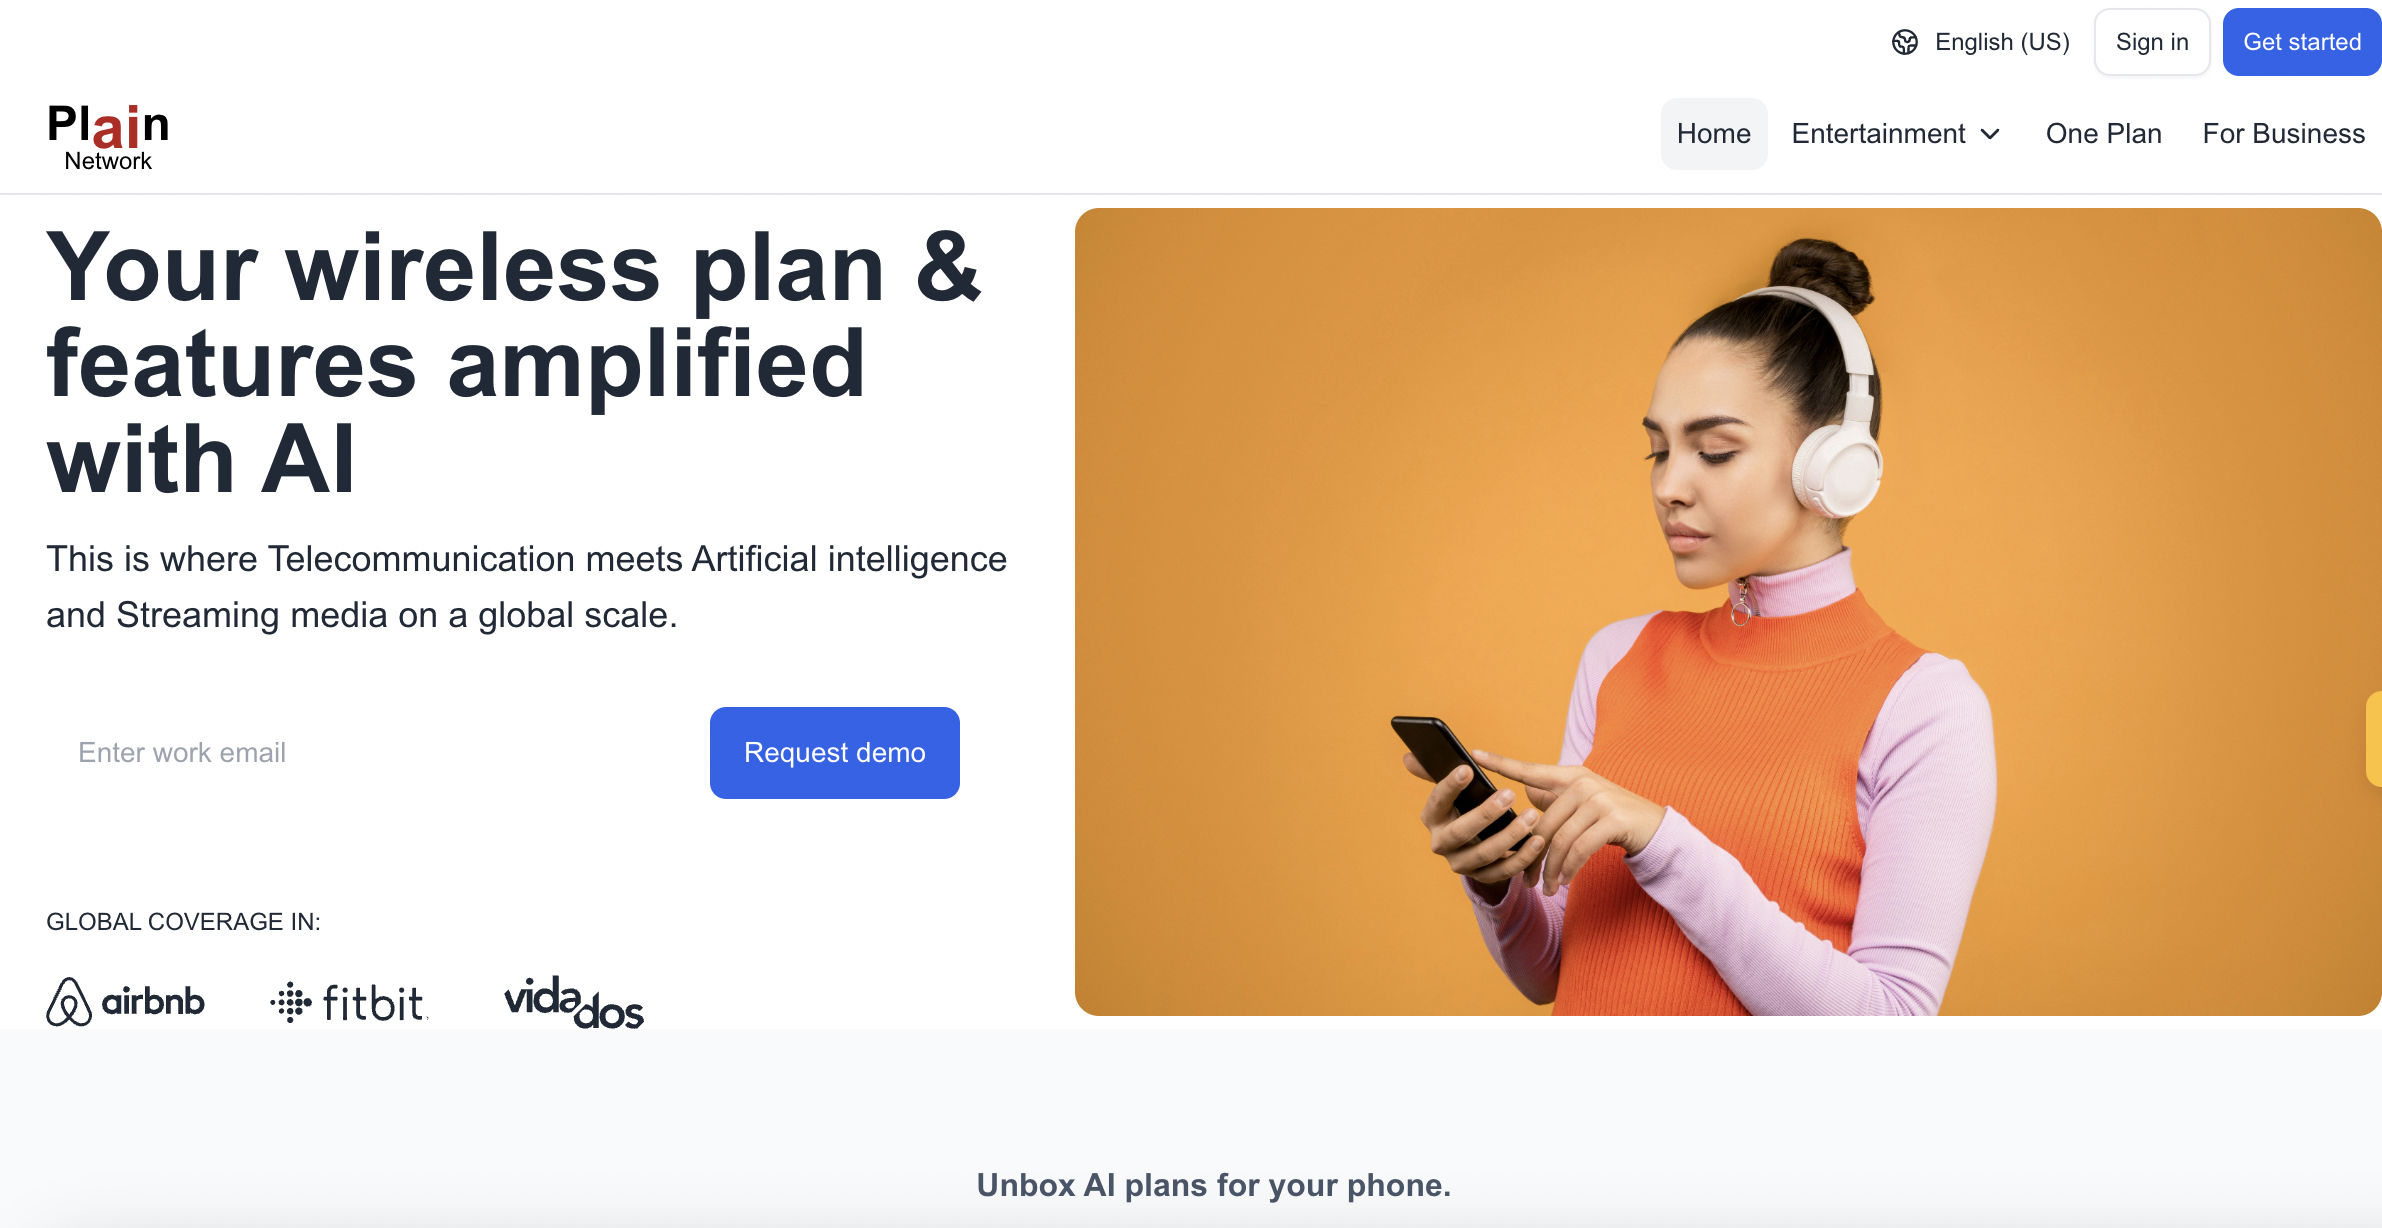 English (US)
Sign in
Get started
Plain
Network
Home
Entertainment
One Plan
For Business
Your wireless plan &
features amplified
with AI
This is where Telecommunication meets Artificial intelligence
and Streaming media on a global scale.
Enter work email
Request demo
GLOBAL COVERAGE IN:
airbnb
fitbit
vidados
Unbox AI plans for your phone.